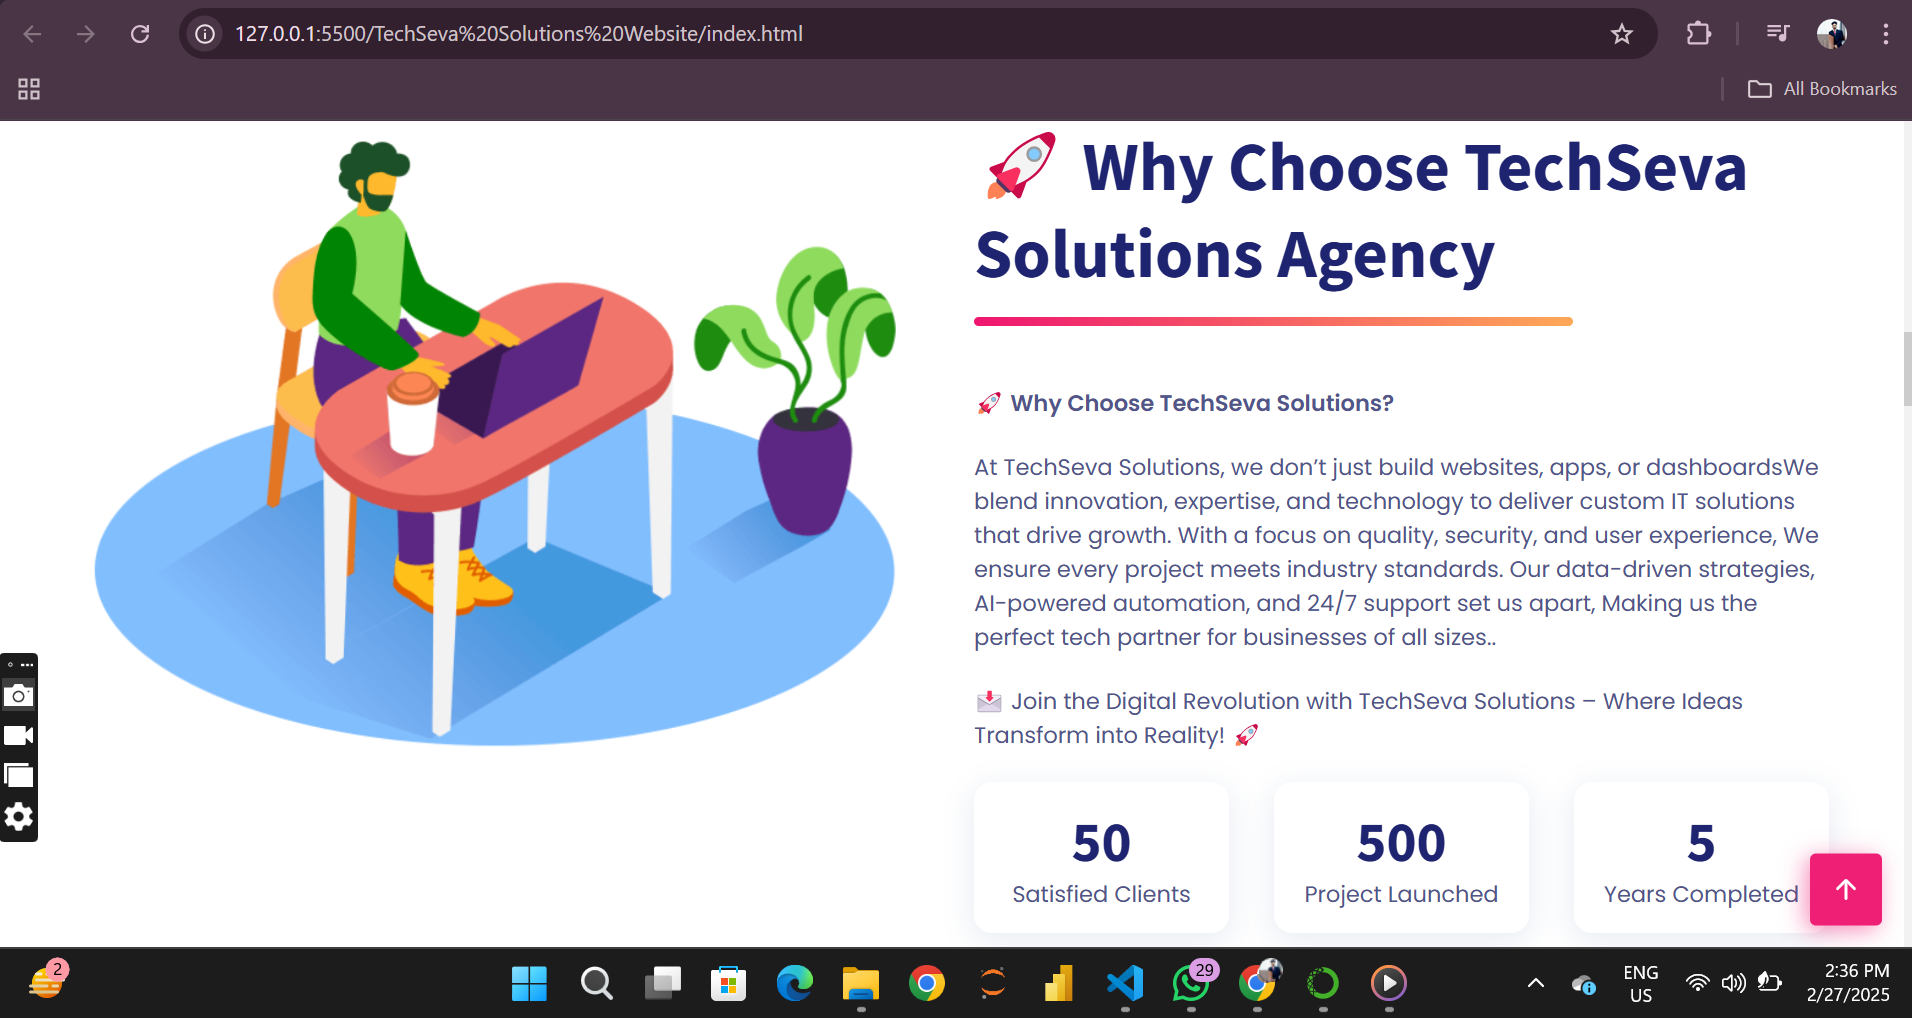 127.0.0.1:5500/TechSeva%20Solutions%20Website/index.html
All Bookmarks
🚀 Why Choose TechSeva
Solutions Agency
🚀 Why Choose TechSeva Solutions?
At TechSeva Solutions, we don’t just build websites, apps, or dashboardsWe
blend innovation, expertise, and technology to deliver custom IT solutions
that drive growth. With a focus on quality, security, and user experience, We
ensure every project meets industry standards. Our data-driven strategies,
AI-powered automation, and 24/7 support set us apart, Making us the
perfect tech partner for businesses of all sizes..
📩 Join the Digital Revolution with TechSeva Solutions – Where Ideas
Transform into Reality! 🚀
50
Satisfied Clients
500
Project Launched
5
Years Completed
2
29
ENG
US
2:36 PM
2/27/2025